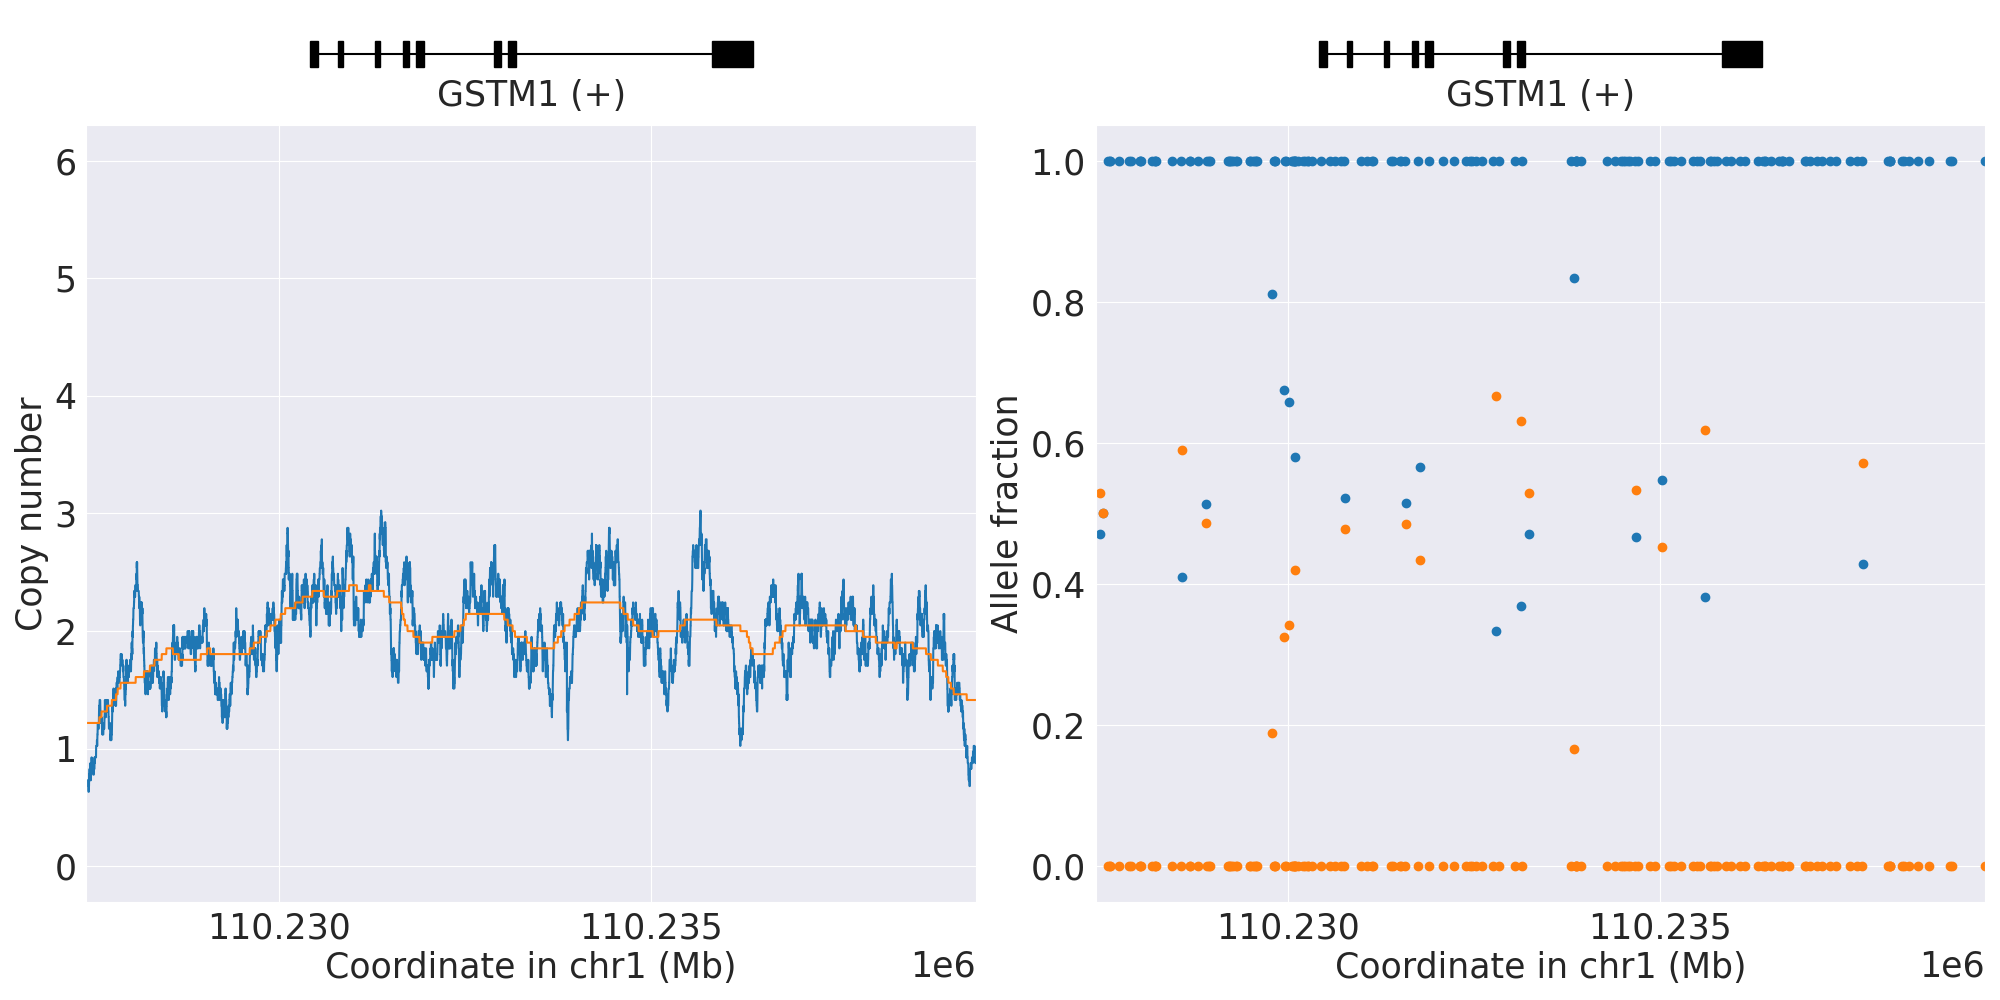 GSTM1 (+)
Copy number
6
5
4
3
2
1
0
110.230
110.235
Coordinate in chr1 (Mb)
1e6
GSTM1 (+)
Allele fraction
1.0
0.8
0.6
0.4
0.2
0.0
110.230
110.235
Coordinate in chr1 (Mb)
1e6